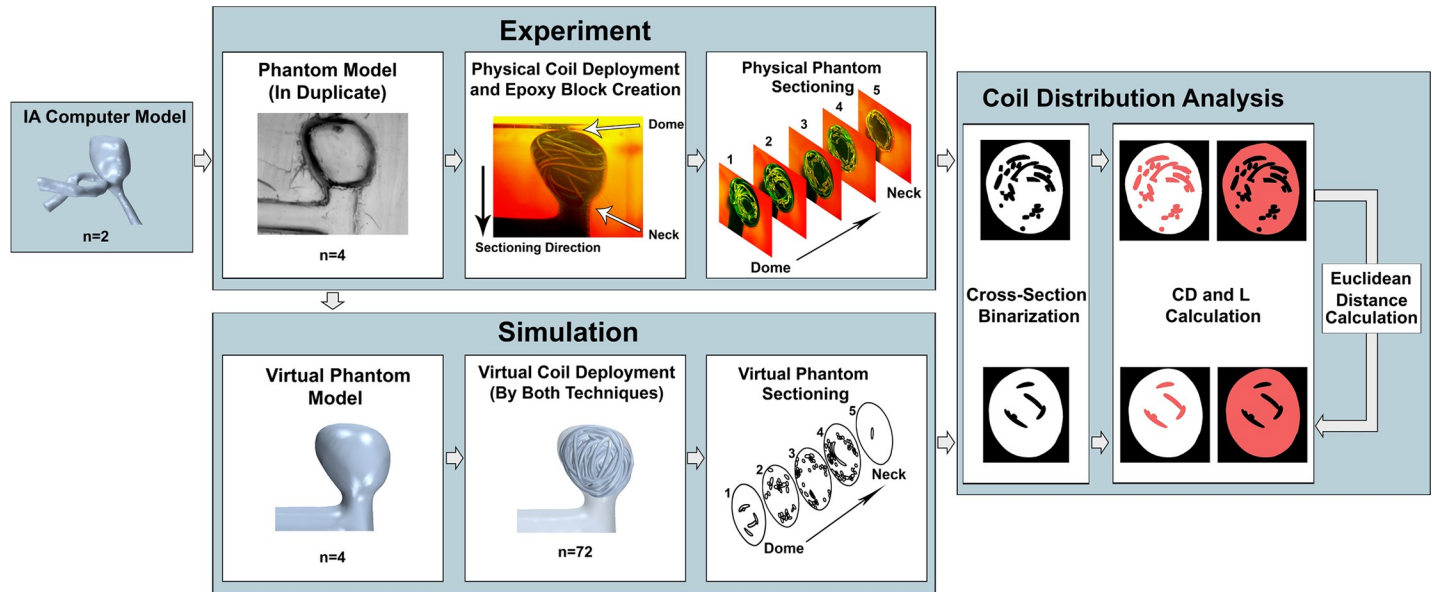 IA Computer Model
n=2
Experiment
Phantom Model
(In Duplicate)
n=4
Physical Coil Deployment
and Epoxy Block Creation
Dome
Neck
Sectioning Direction
Physical Phantom
Sectioning
1
2
3
4
5
Neck
Dome
Simulation
Virtual Phantom
Model
n=4
Virtual Coil Deployment
(By Both Techniques)
n=72
Virtual Phantom
Sectioning
1
2
3
4
5
Neck
Dome
Coil Distribution Analysis
Cross-Section
Binarization
CD and L
Calculation
Euclidean
Distance
Calculation